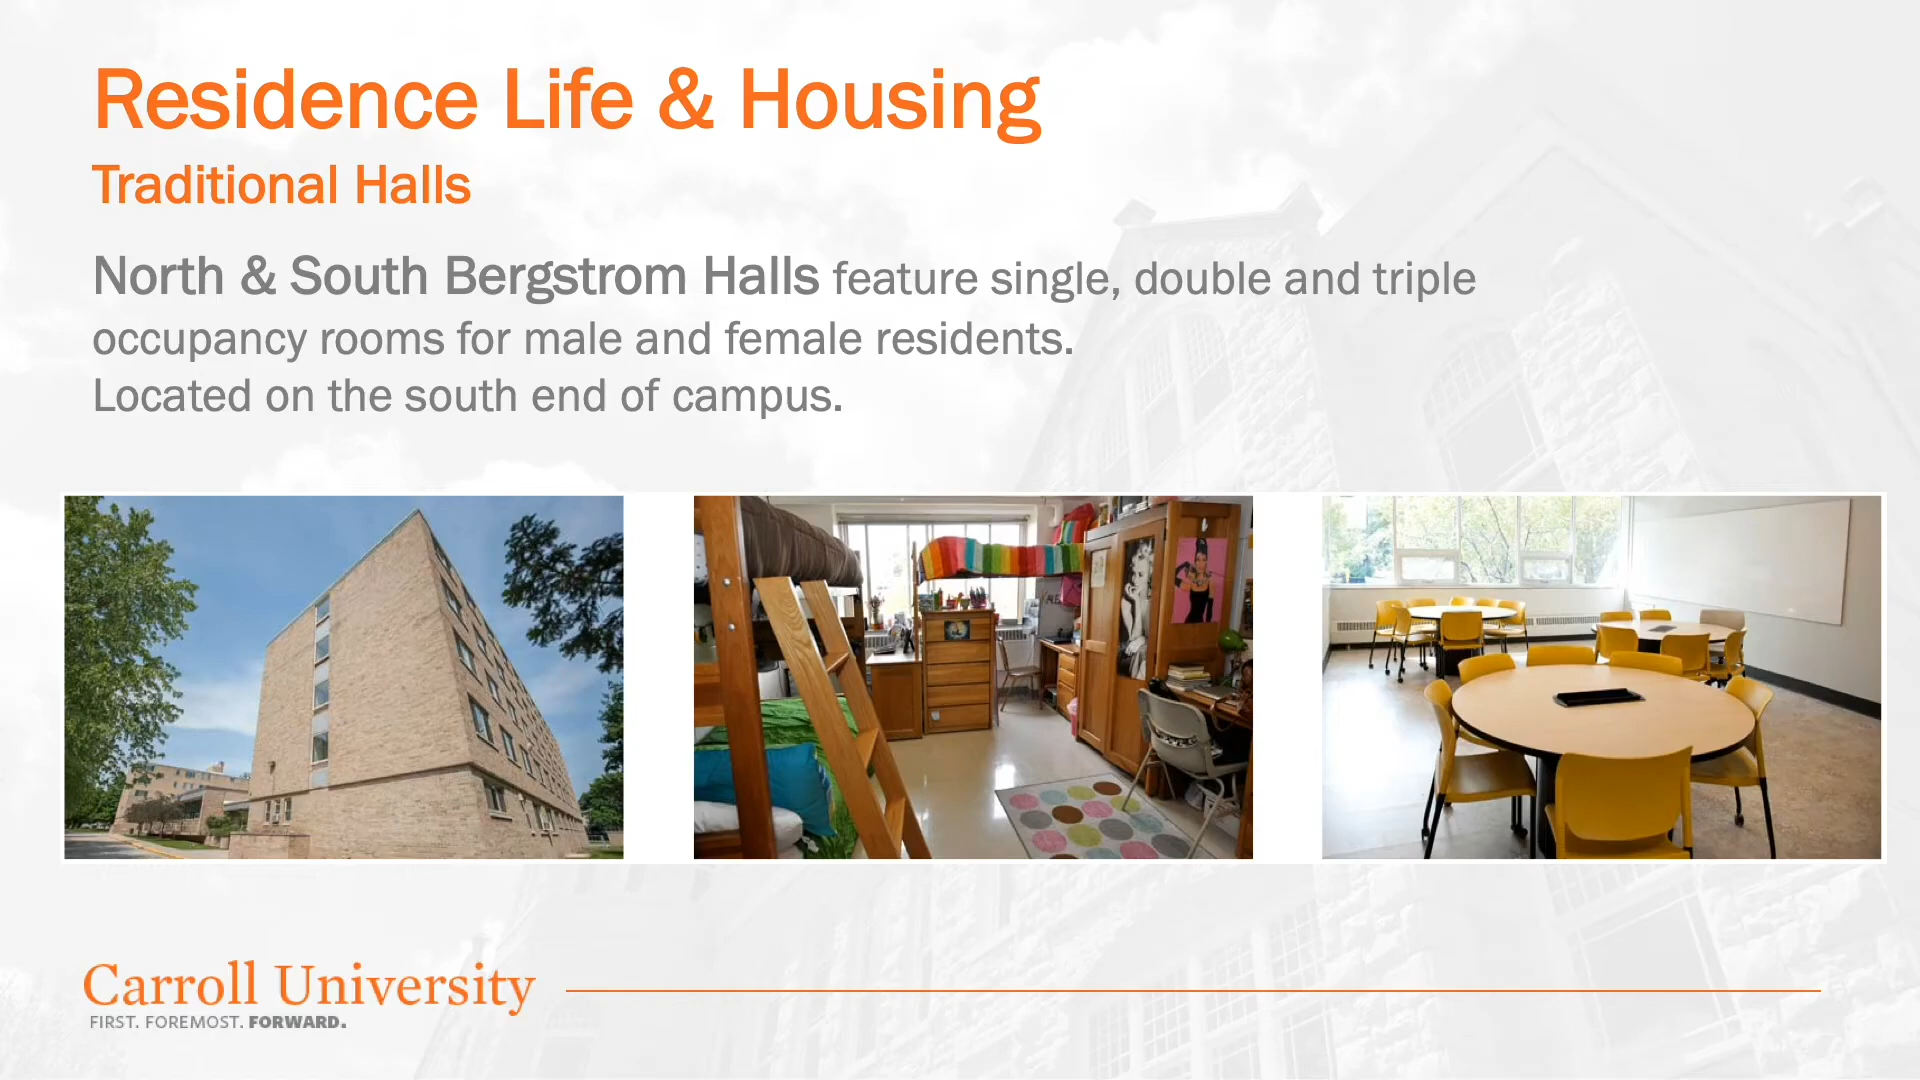 Residence Life & Housing
Traditional Halls
North & South Bergstrom Halls feature single, double and triple
occupancy rooms for male and female residents.
Located on the south end of campus.
Carroll University
FIRST. FOREMOST. FORWARD.